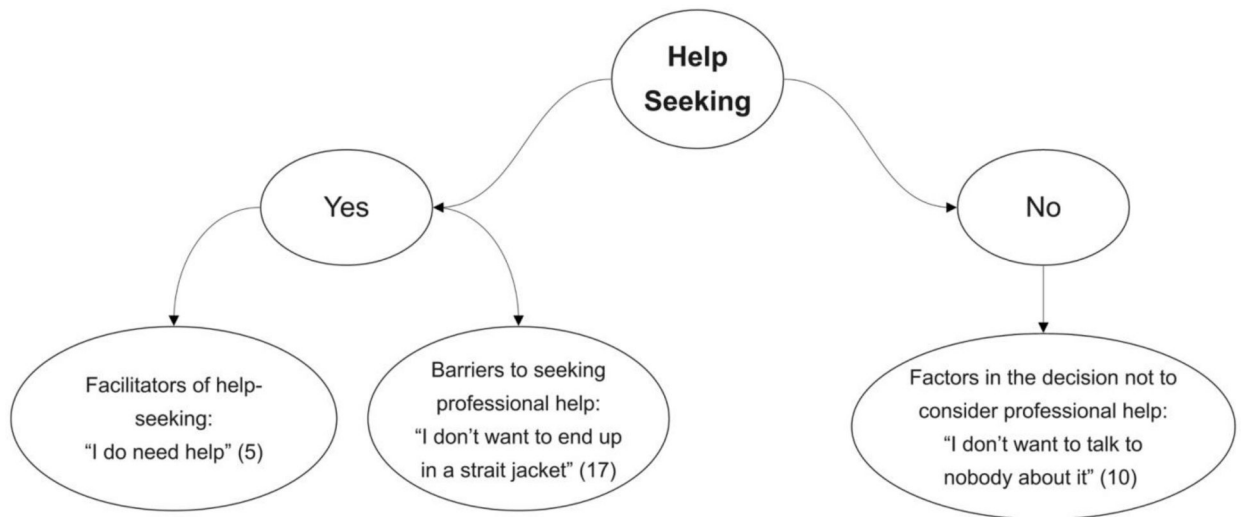 Help
Seeking
Yes
No
Facilitators of help-
seeking:
“I do need help” (5)
Barriers to seeking
professional help:
“I don’t want to end up
in a strait jacket” (17)
Factors in the decision not to
consider professional help:
“I don’t want to talk to
nobody about it” (10)